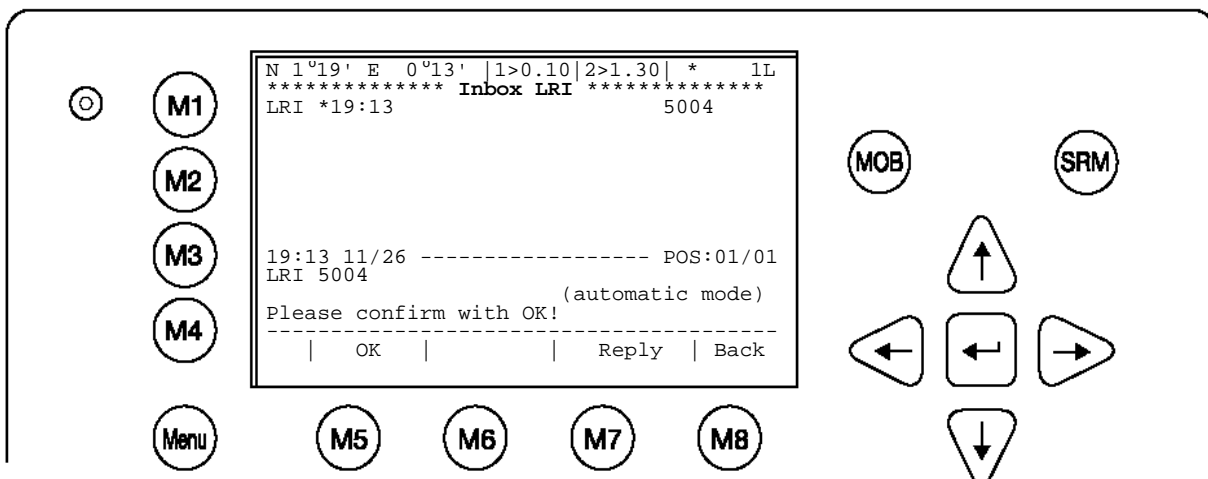 N 1°19' E 0°13' |1>0.10|2>1.30| * 1L
************** Inbox LRI **************
LRI *19:13 5004
19:13 11/26 ------------------ POS:01/01
LRI 5004
(automatic mode)
Please confirm with OK!
----------------------------------------
| OK | | Reply | Back
M1
M2
M3
M4
Menu
M5 M6 M7 M8
MOB SRM